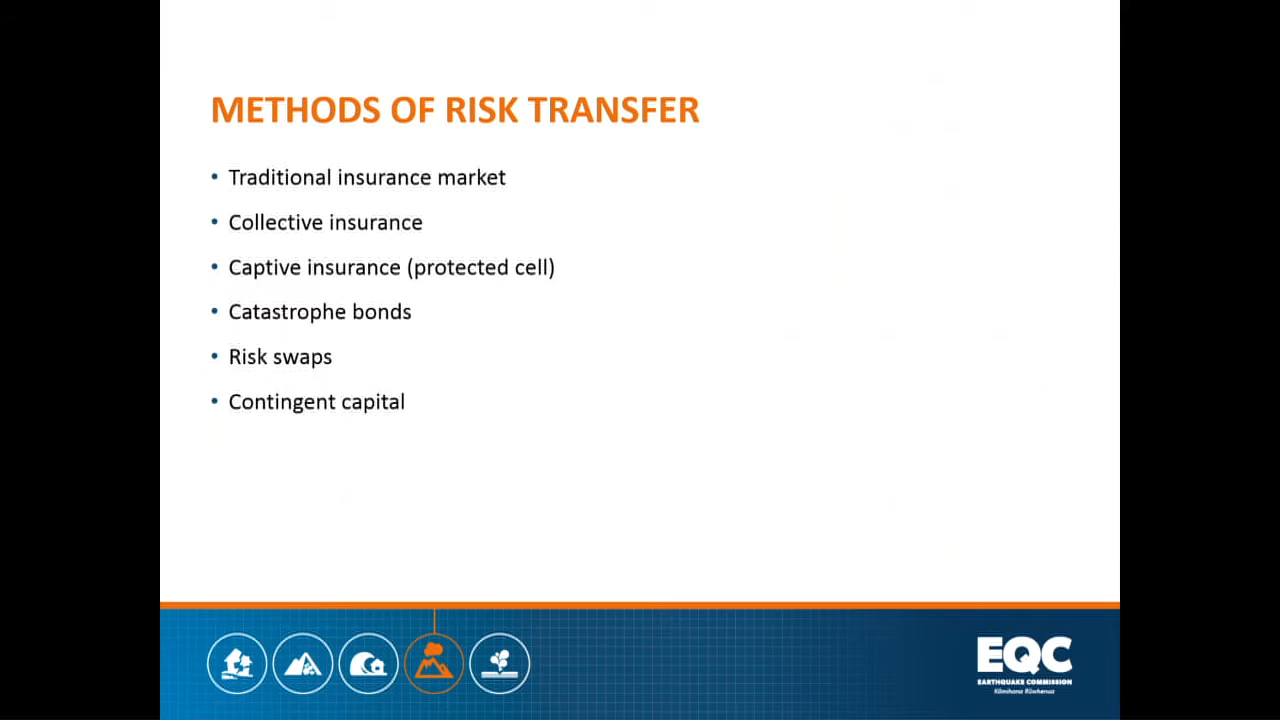 METHODS OF RISK TRANSFER
• Traditional insurance market
• Collective insurance
• Captive insurance (protected cell)
• Catastrophe bonds
• Risk swaps
• Contingent capital
EQC
EARTHQUAKE COMMISSION